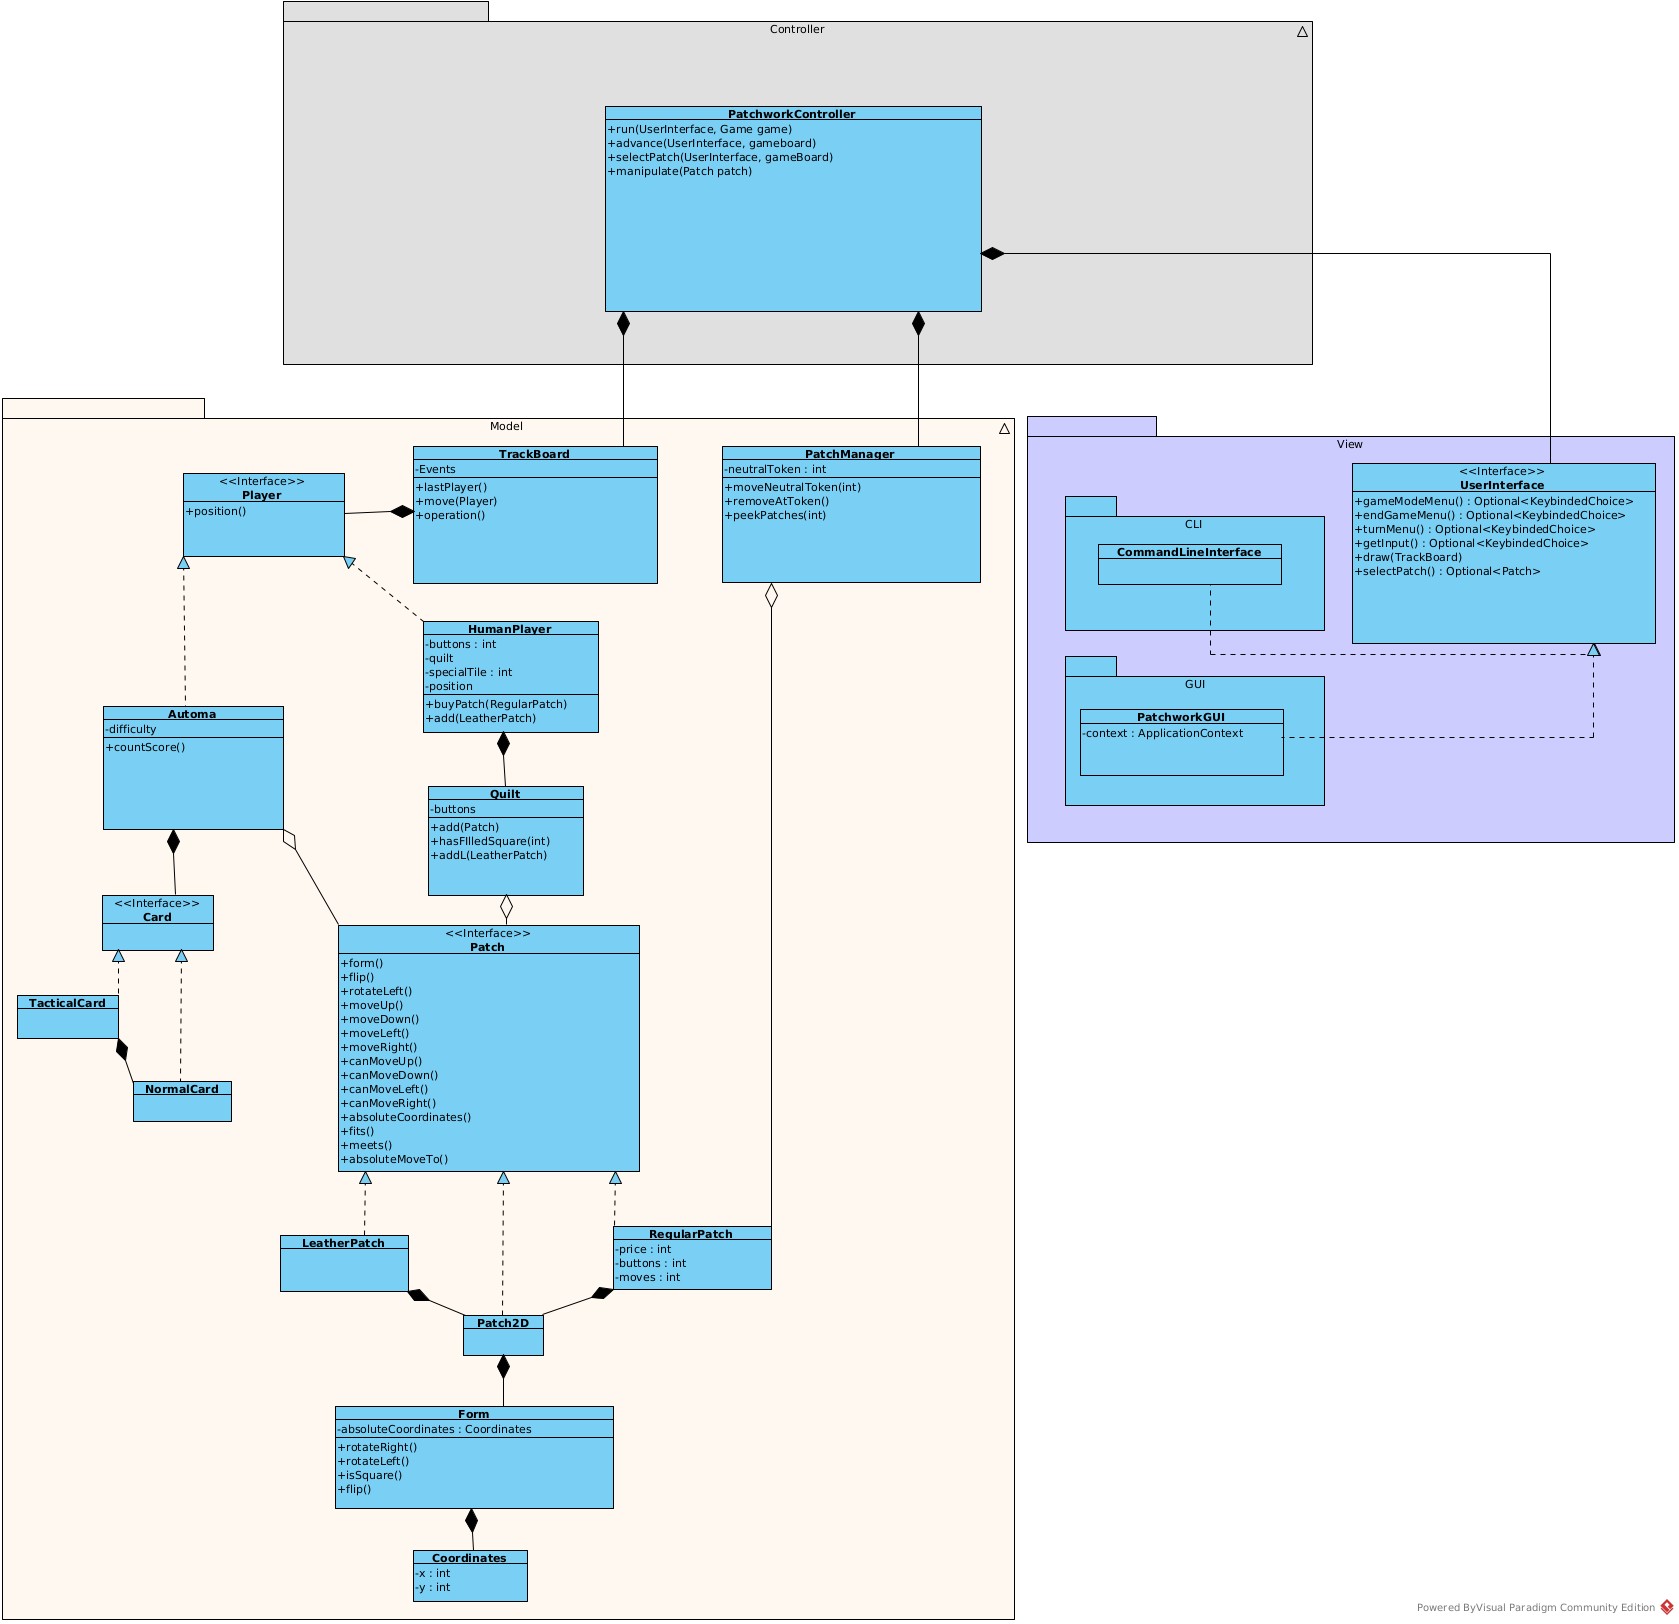 Controller
PatchworkController
+run(UserInterface, Game game)
+advance(UserInterface, gameboard)
+selectPatch(UserInterface, gameBoard)
+manipulate(Patch patch)
Model
TrackBoard
-Events
+lastPlayer()
+move(Player)
+operation()
PatchManager
-neutralToken : int
+moveNeutralToken(int)
+removeAtToken()
+peekPatches(int)
<<Interface>>
Player
+position()
HumanPlayer
-buttons : int
-quilt
-specialTile : int
-position
+buyPatch(RegularPatch)
+add(LeatherPatch)
Automa
-difficulty
+countScore()
Quilt
-buttons
+add(Patch)
+hasFIlledSquare(int)
+addL(LeatherPatch)
<<Interface>>
Card
TacticalCard
NormalCard
<<Interface>>
Patch
+form()
+flip()
+rotateLeft()
+moveUp()
+moveDown()
+moveLeft()
+moveRight()
+canMoveUp()
+canMoveDown()
+canMoveLeft()
+canMoveRight()
+absoluteCoordinates()
+fits()
+meets()
+absoluteMoveTo()
LeatherPatch
RegularPatch
-price : int
-buttons : int
-moves : int
Patch2D
Form
-absoluteCoordinates : Coordinates
+rotateRight()
+rotateLeft()
+isSquare()
+flip()
Coordinates
-x : int
-y : int
View
<<Interface>>
UserInterface
+gameModeMenu() : Optional<KeybindedChoice>
+endGameMenu() : Optional<KeybindedChoice>
+turnMenu() : Optional<KeybindedChoice>
+getInput() : Optional<KeybindedChoice>
+draw(TrackBoard)
+selectPatch() : Optional<Patch>
CLI
CommandLineInterface
GUI
PatchworkGUI
-context : ApplicationContext
Powered ByVisual Paradigm Community Edition